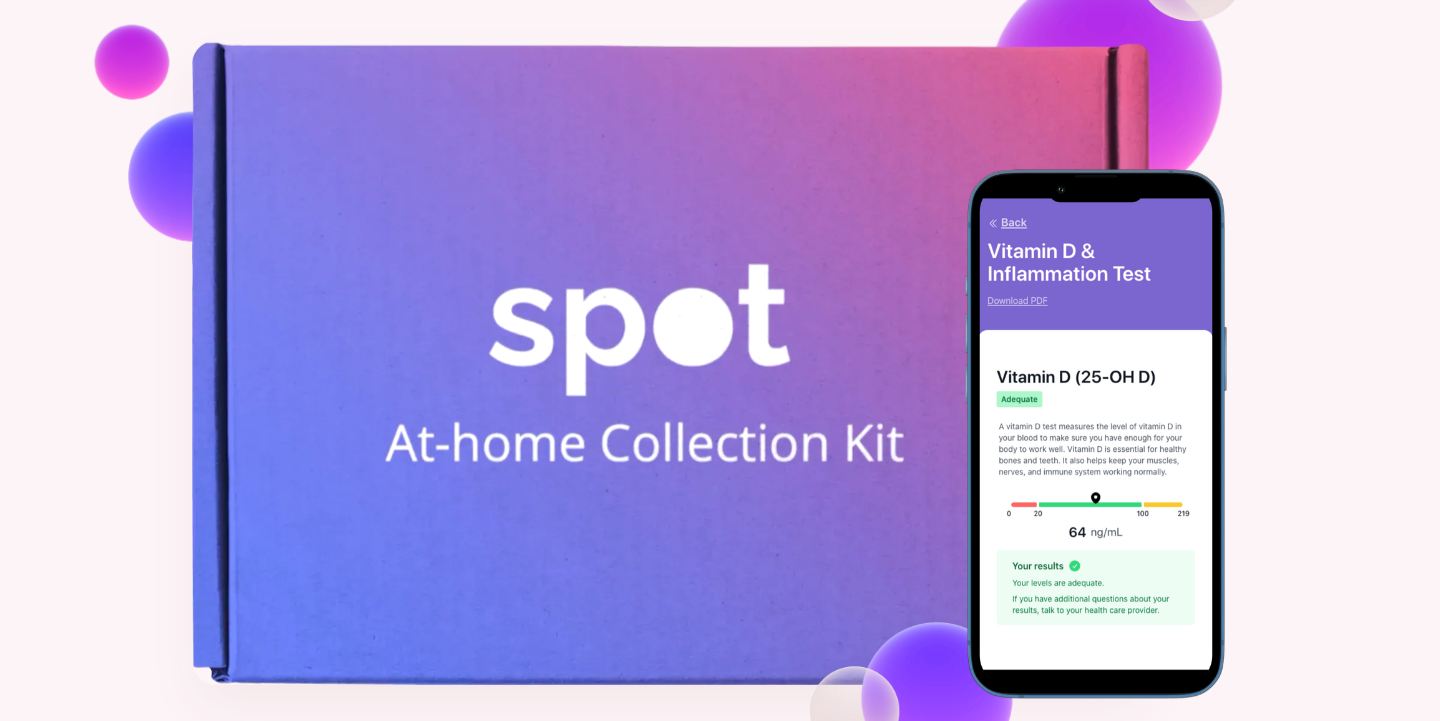 spot
At-home Collection Kit
Back
Vitamin D &
Inflammation Test
Download PDF
Vitamin D (25-OH D)
Adequate
A vitamin D test measures the level of vitamin D in
your blood to make sure you have enough for your
body to work well. Vitamin D is essential for healthy
bones and teeth. It also helps keep your muscles,
nerves, and immune system working normally.
0 20 100 219
64 ng/mL
Your results
Your levels are adequate.
If you have additional questions about your
results, talk to your health care provider.